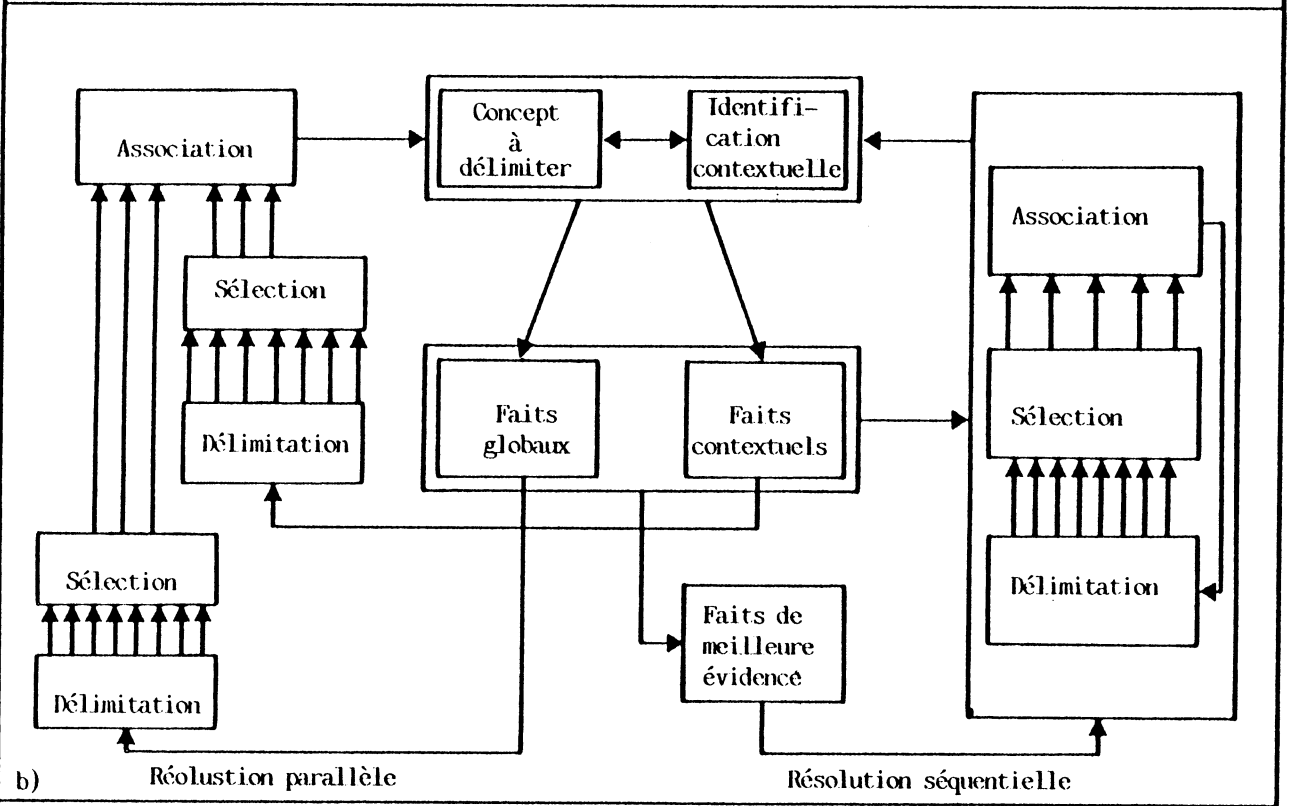 Association
Concept
à
délimiter
Identifi-
cation
contextuelle
Association
Sélection
Délimitation
Faits
globaux
Faits
contextuels
Sélection
Sélection
Délimitation
Faits de
meilleure
évidence
Délimitation
b)
Réolustion parallèle
Résolution séquentielle